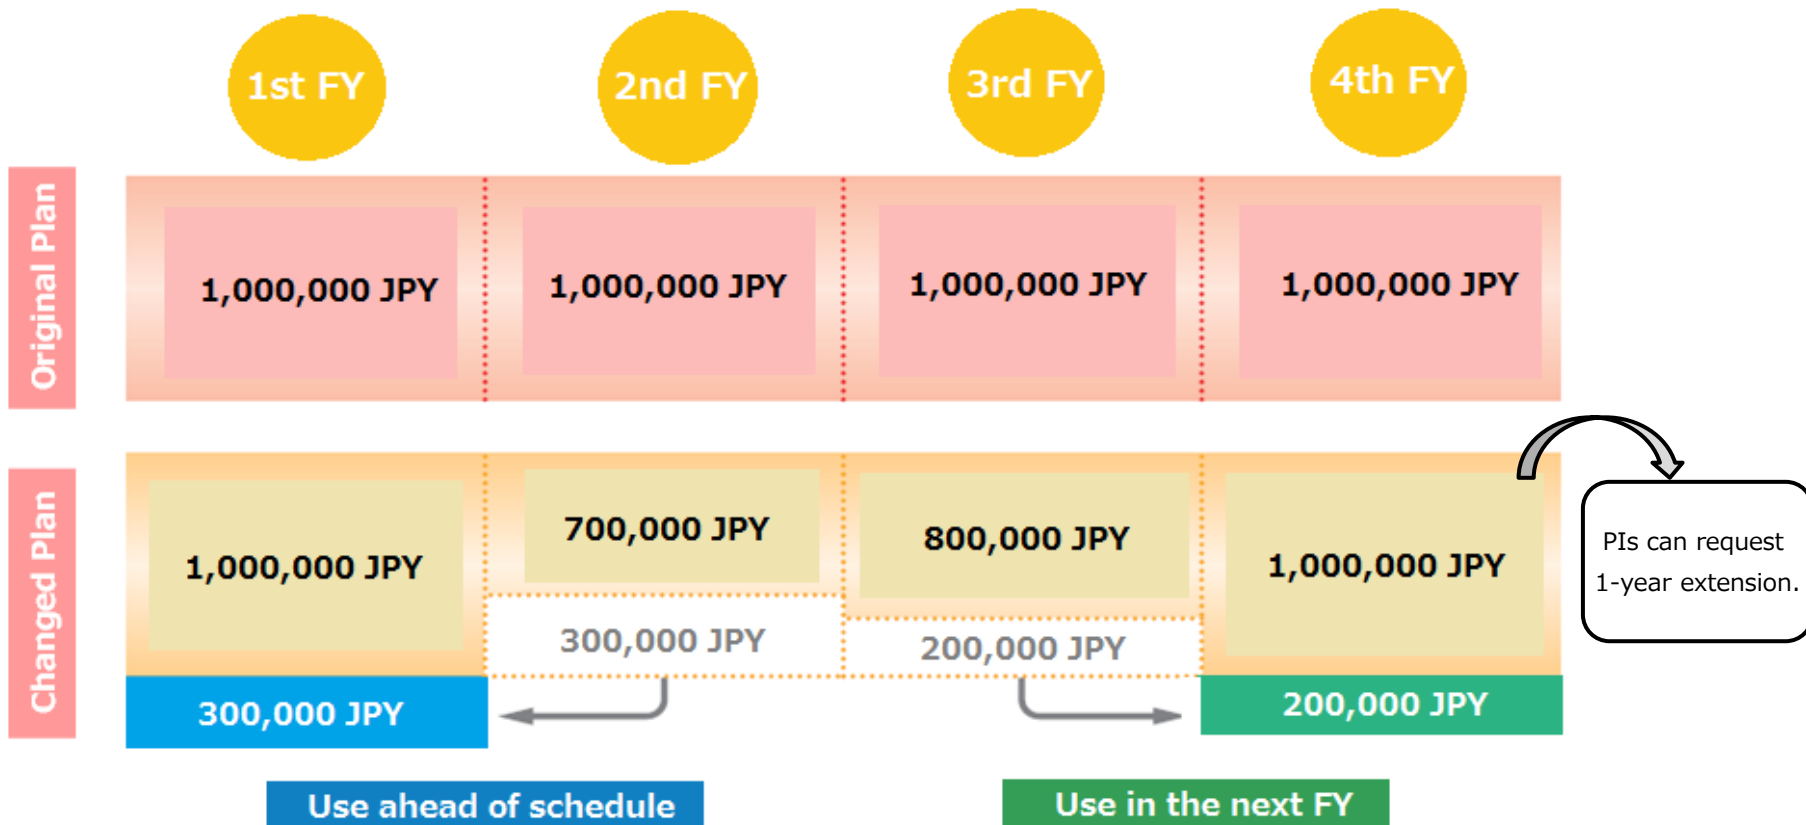 1st FY
2nd FY
3rd FY
4th FY
Original Plan
1,000,000 JPY
1,000,000 JPY
1,000,000 JPY
1,000,000 JPY
Changed Plan
1,000,000 JPY
700,000 JPY
800,000 JPY
1,000,000 JPY
PIs can request
1-year extension.
300,000 JPY
200,000 JPY
300,000 JPY
200,000 JPY
Use ahead of schedule
Use in the next FY